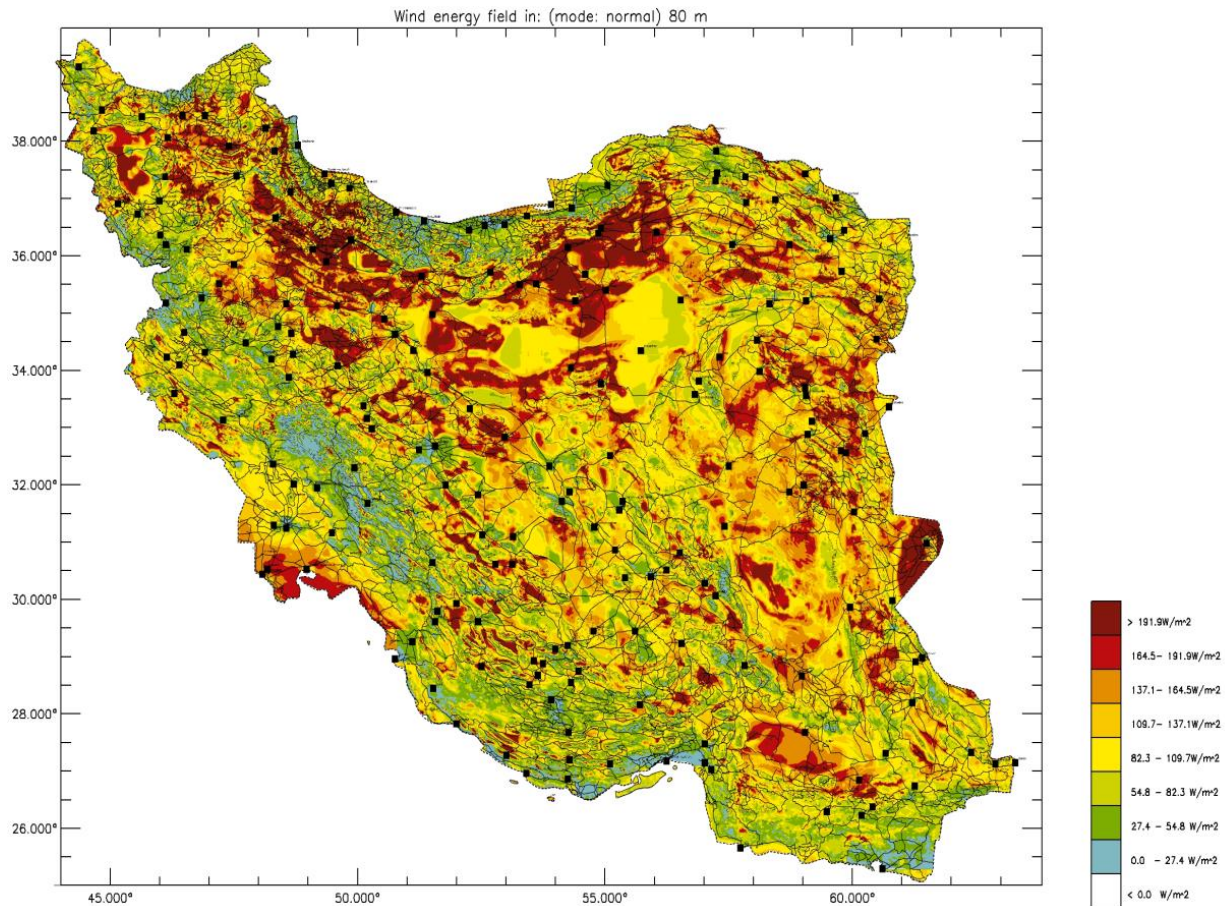 Wind energy field in: (mode: normal) 80 m
38.000°
36.000°
34.000°
32.000°
30.000°
28.000°
26.000°
45.000°
50.000°
55.000°
60.000°
> 191.9W/m^2
164.5- 191.9W/m^2
137.1 - 164.5W/m^2
109.7- 137.1W/m^2
82.3 - 109.7W/m^2
54.8 - 82.3 W/m^2
27.4 - 54.8 W/m^2
0.0 - 27.4 W/m^2
< 0.0 W/m^2